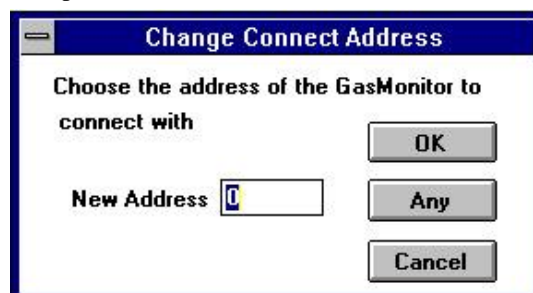 Change Connect Address
Choose the address of the GasMonitor to
connect with
OK
New Address 0
Any
Cancel